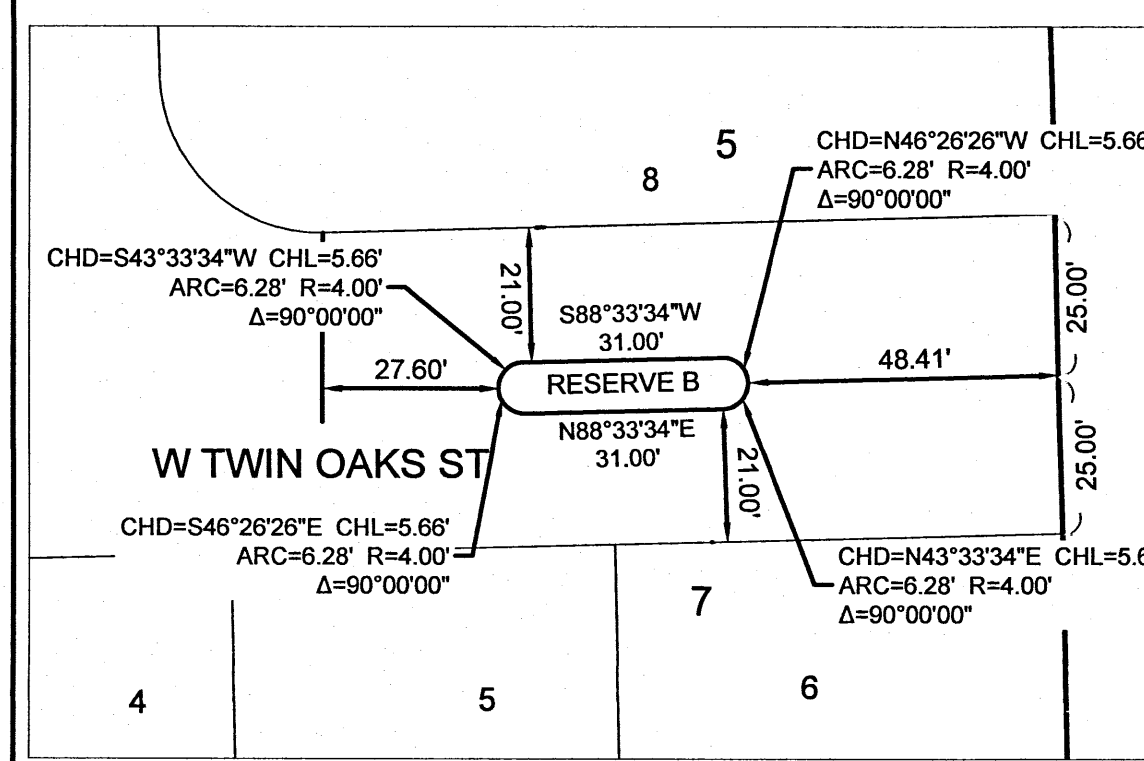 5
8
CHD=N46°26'26"W CHL=5.66
ARC=6.28' R=4.00'
Δ=90°00'00"
CHD=S43°33'34"W CHL=5.66'
ARC=6.28' R=4.00'
Δ=90°00'00"
21.00'
S88°33'34"W
31.00'
25.00'
27.60'
RESERVE B
48.41'
N88°33'34"E
31.00'
21.00'
25.00'
W TWIN OAKS ST
CHD=S46°26'26"E CHL=5.66'
ARC=6.28' R=4.00'
Δ=90°00'00"
CHD=N43°33'34"E CHL=5.6
ARC=6.28' R=4.00'
Δ=90°00'00"
7
4
5
6